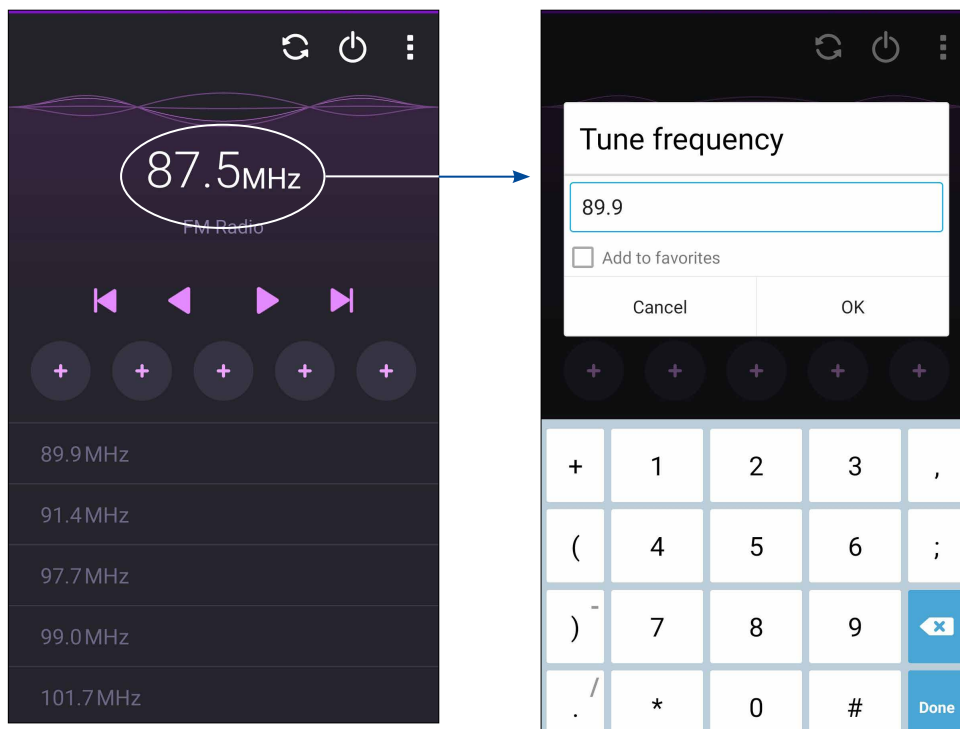 87.5MHz
FM Radio
+ + + + +
89.9MHz
91.4MHz
97.7MHz
99.0MHz
101.7MHz
Tune frequency
89.9
Add to favorites
Cancel OK
+ + + + +
+ 1 2 3 ,
( 4 5 6 ;
) - 7 8 9
. / * 0 # Done